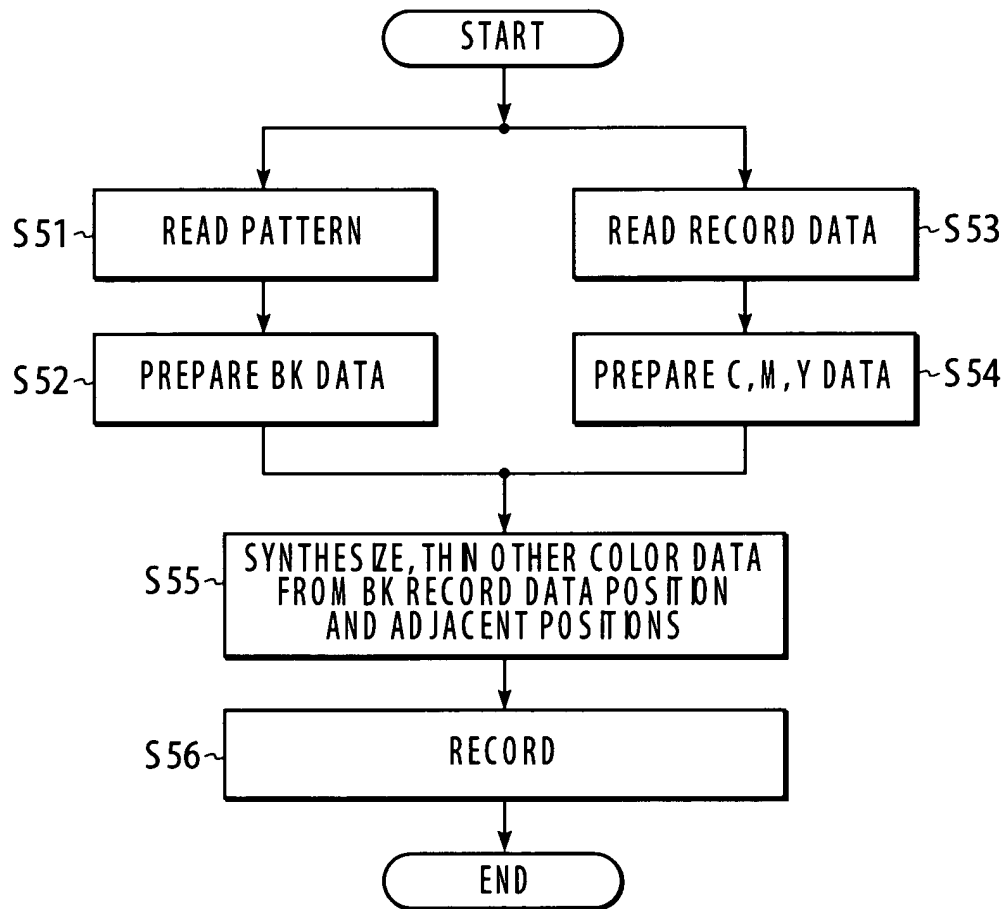 START
S51 READ PATTERN
READ RECORD DATA S53
S52 PREPARE BK DATA
PREPARE C, M, Y DATA S54
SYNTHESIZE, THIN OTHER COLOR DATA
S55 FROM BK RECORD DATA POSITION
AND ADJACENT POSITIONS
S56 RECORD
END